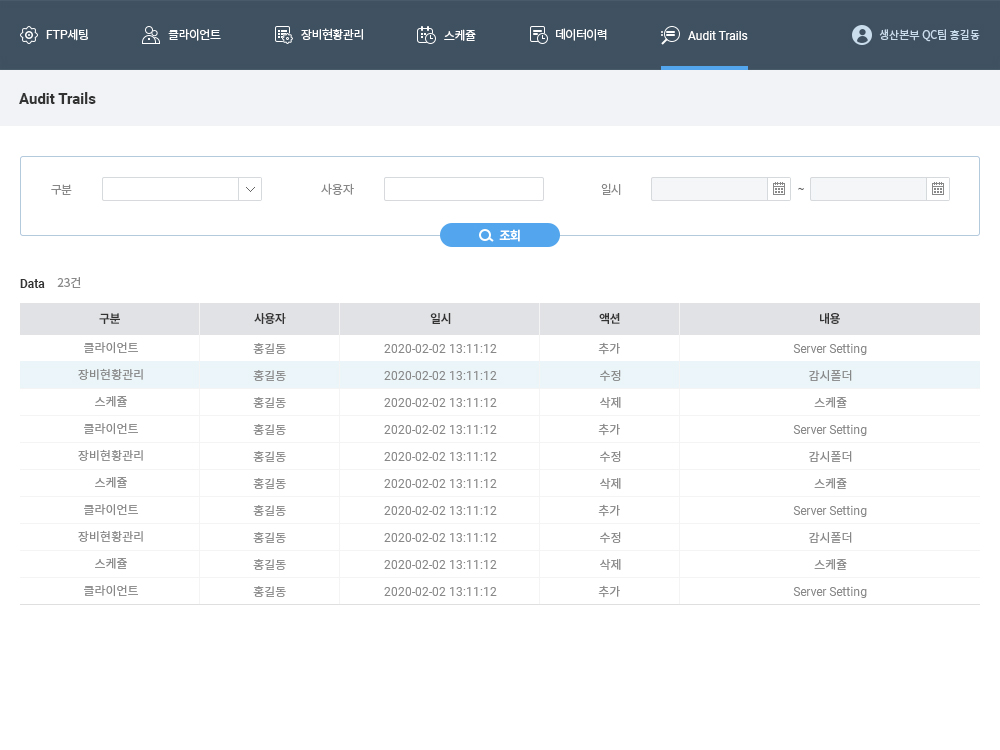 FTP세팅 클라이언트 장비현황관리 스케쥴 데이터이력 Audit Trails 생산본부 QC팀 홍길동
Audit Trails
구분 사용자 일시 ~
조회
Data 23건
구분 사용자 일시 액션 내용
클라이언트 홍길동 2020-02-02 13:11:12 추가 Server Setting
장비현황관리 홍길동 2020-02-02 13:11:12 수정 감시폴더
스케쥴 홍길동 2020-02-02 13:11:12 삭제 스케쥴
클라이언트 홍길동 2020-02-02 13:11:12 추가 Server Setting
장비현황관리 홍길동 2020-02-02 13:11:12 수정 감시폴더
스케쥴 홍길동 2020-02-02 13:11:12 삭제 스케쥴
클라이언트 홍길동 2020-02-02 13:11:12 추가 Server Setting
장비현황관리 홍길동 2020-02-02 13:11:12 수정 감시폴더
스케쥴 홍길동 2020-02-02 13:11:12 삭제 스케쥴
클라이언트 홍길동 2020-02-02 13:11:12 추가 Server Setting